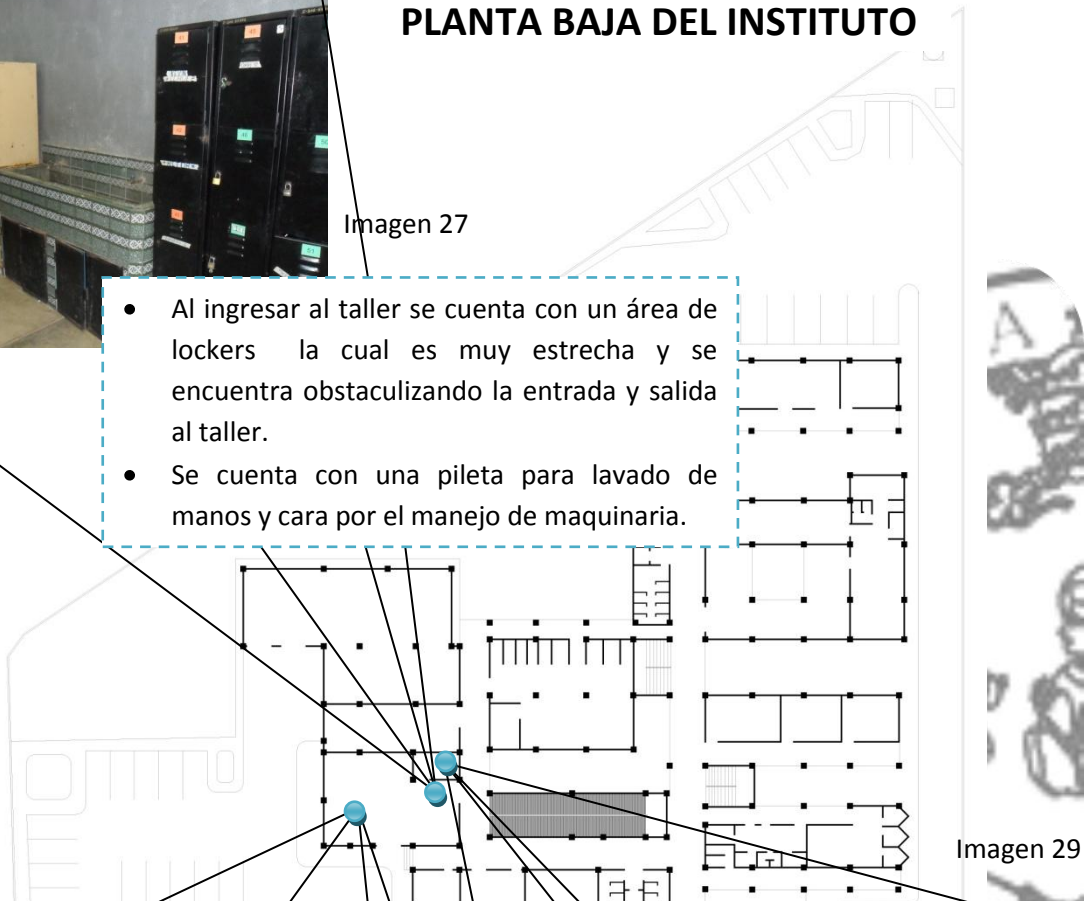 PLANTA BAJA DEL INSTITUTO
Imagen 27
• Al ingresar al taller se cuenta con un área de
lockers la cual es muy estrecha y se
encuentra obstaculizando la entrada y salida
al taller.
• Se cuenta con una pileta para lavado de
manos y cara por el manejo de maquinaria.
A
Imagen 29